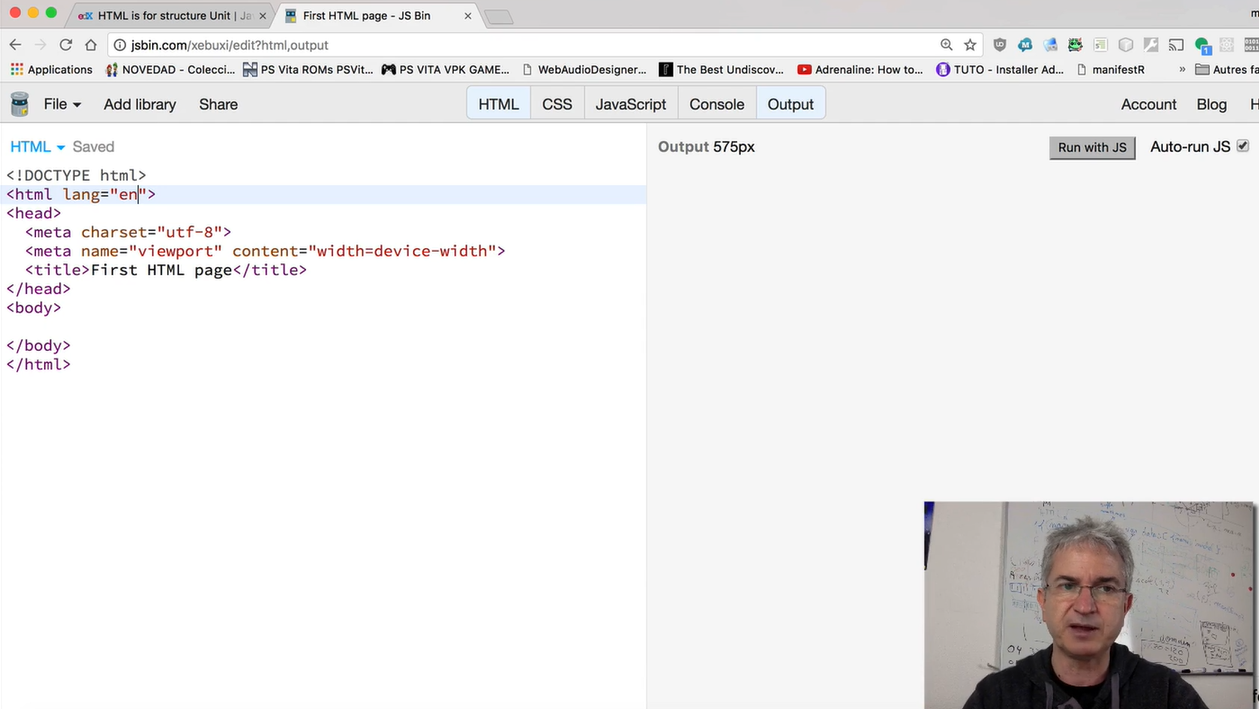 edX HTML is for structure Unit | Ja
First HTML page - JS Bin
jsbin.com/xebuxi/edit?html,output
Applications
NOVEDAD - Colecci...
PS Vita ROMs PSVit...
PS VITA VPK GAME...
WebAudioDesigner...
The Best Undiscov...
Adrenaline: How to...
TUTO - Installer Ad...
manifestR
»
Autres fa
File
Add library
Share
HTML
CSS
JavaScript
Console
Output
Account
Blog
H
HTML Saved
Output 575px
Run with JS
Auto-run JS
<!DOCTYPE html>
<html lang="en">
<head>
<meta charset="utf-8">
<meta name="viewport" content="width=device-width">
<title>First HTML page</title>
</head>
<body>
</body>
</html>